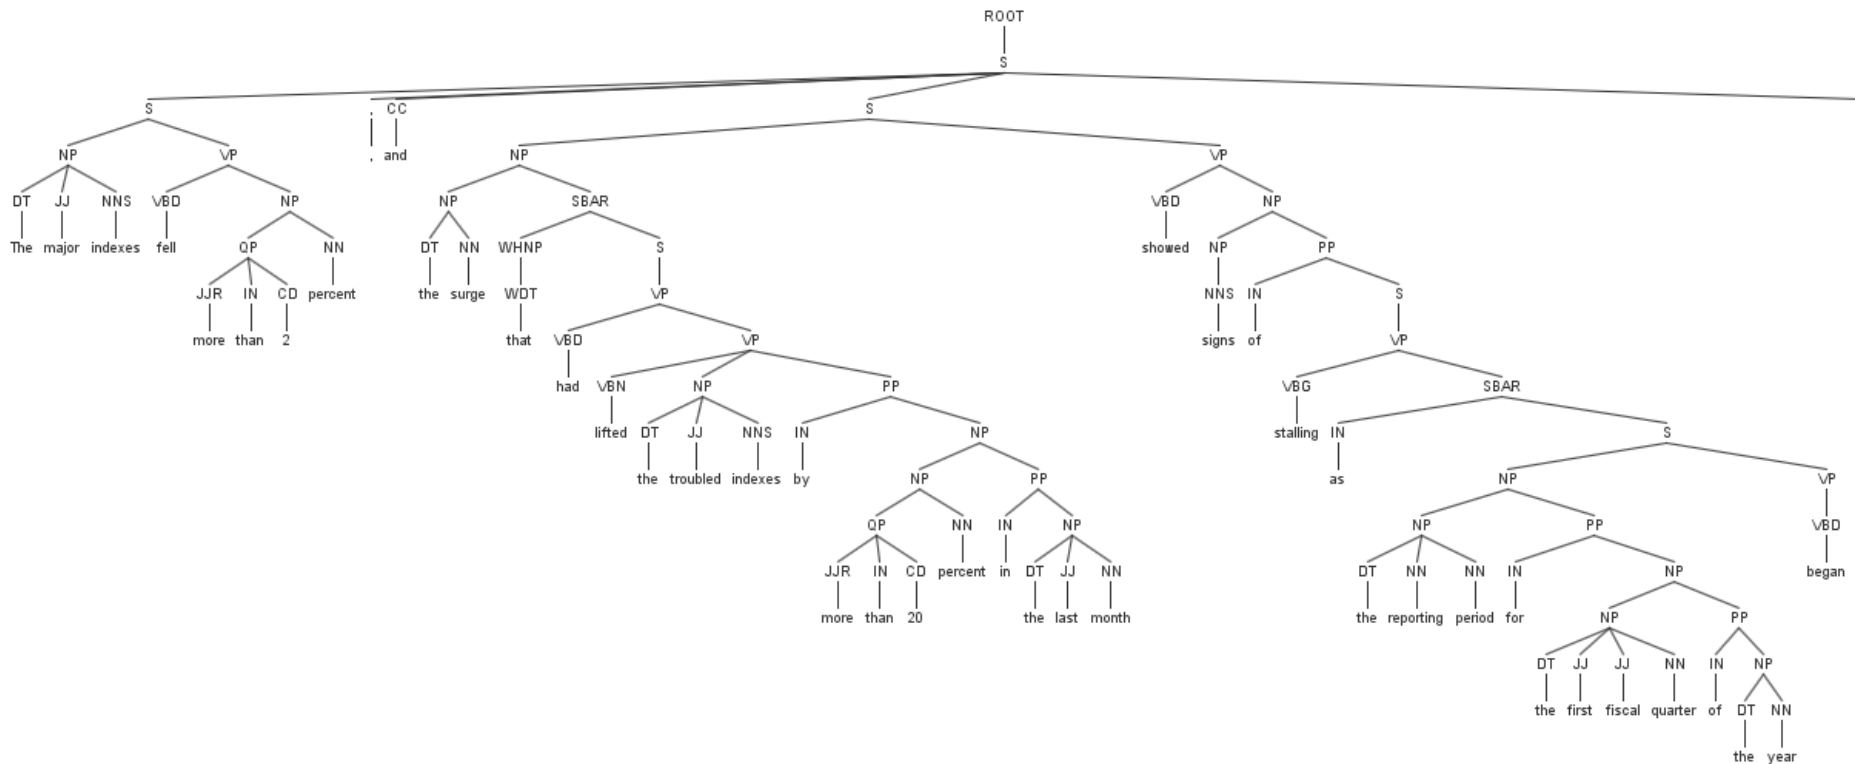 ROOT
S
S , CC S
NP VP , and NP VP
DT JJ NNS VBD NP NP SBAR VBD NP
The major indexes fell QP NN DT NN WHNP S showed NP PP
JJR IN CD percent the surge WDT VP NNS IN S
more than 2 that VBD VP signs of VP
had VBN NP PP VBG SBAR
lifted DT JJ NNS IN NP stalling IN S
the troubled indexes by NP PP as NP VP
QP NN IN NP NP PP VBD
JJR IN CD percent in DT JJ NN DT NN NN IN NP began
more than 20 the last month the reporting period for NP PP
DT JJ JJ NN IN NP
the first fiscal quarter of DT NN
the year